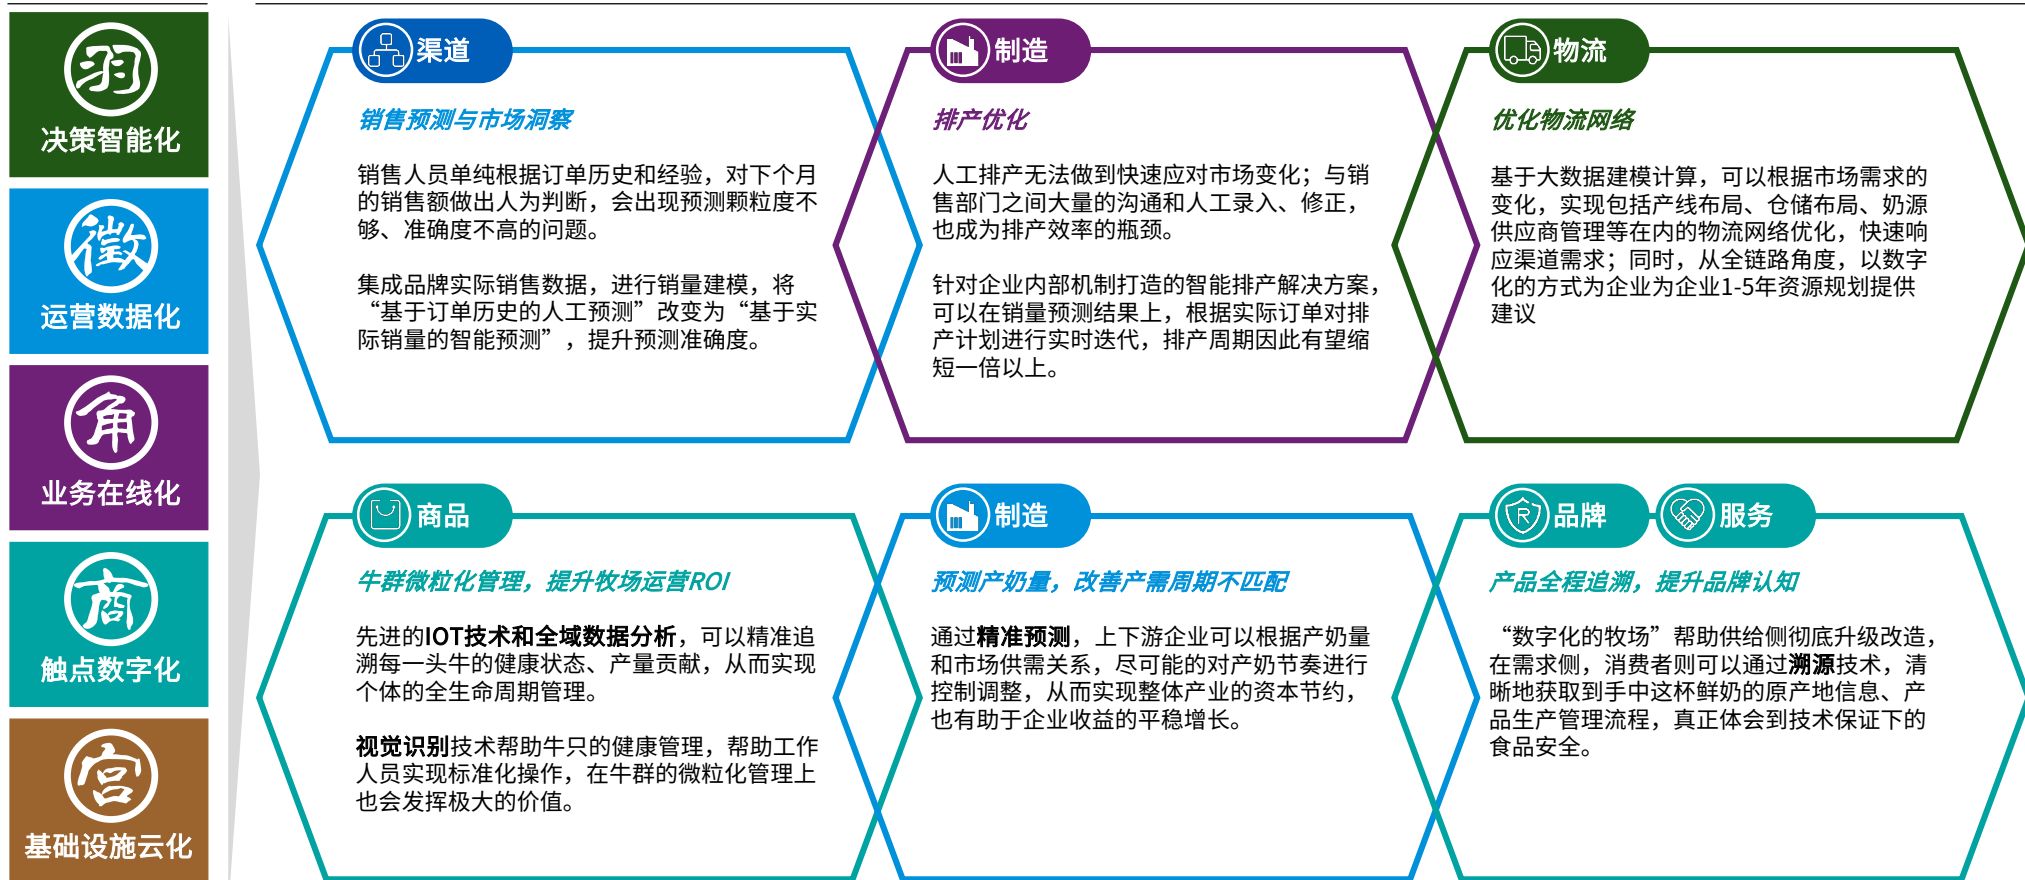 羽
决策智能化
徵
运营数据化
角
业务在线化
商
触点数字化
宫
基础设施云化
渠道
销售预测与市场洞察
销售人员单纯根据订单历史和经验，对下个月
的销售额做出人为判断，会出现预测颗粒度不
够、准确度不高的问题。
集成品牌实际销售数据，进行销量建模，将
“基于订单历史的人工预测”改变为“基于实
际销量的智能预测”，提升预测准确度。
制造
排产优化
人工排产无法做到快速应对市场变化；与销
售部门之间大量的沟通和人工录入、修正，
也成为排产效率的瓶颈。
针对企业内部机制打造的智能排产解决方案，
可以在销量预测结果上，根据实际订单对排
产计划进行实时迭代，排产周期因此有望缩
短一倍以上。
物流
优化物流网络
基于大数据建模计算，可以根据市场需求的
变化，实现包括产线布局、仓储布局、奶源
供应商管理等在内的物流网络优化，快速响
应渠道需求；同时，从全链路角度，以数字
化的方式为企业为企业1-5年资源规划提供
建议
商品
牛群微粒化管理，提升牧场运营ROI
先进的IOT技术和全域数据分析，可以精准追
溯每一头牛的健康状态、产量贡献，从而实现
个体的全生命周期管理。
视觉识别技术帮助牛只的健康管理，帮助工作
人员实现标准化操作，在牛群的微粒化管理上
也会发挥极大的价值。
制造
预测产奶量，改善产需周期不匹配
通过精准预测，上下游企业可以根据产奶量
和市场供需关系，尽可能的对产奶节奏进行
控制调整，从而实现整体产业的资本节约，
也有助于企业收益的平稳增长。
R
品牌
服务
产品全程追溯，提升品牌认知
“数字化的牧场”帮助供给侧彻底升级改造，
在需求侧，消费者则可以通过溯源技术，清
晰地获取到手中这杯鲜奶的原产地信息、产
品生产管理流程，真正体会到技术保证下的
食品安全。